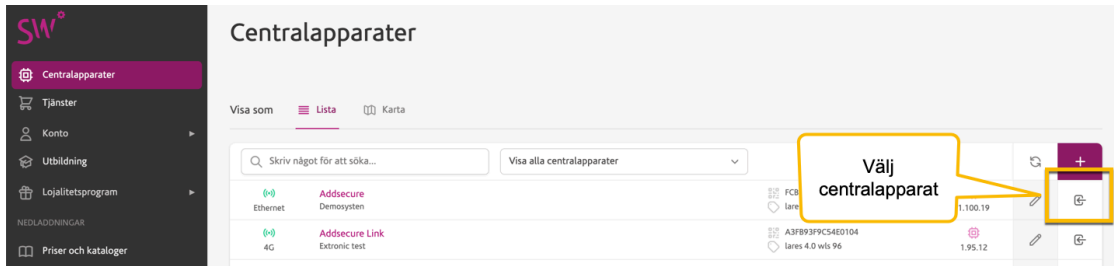 SW°
Centralapparater
Centralapparater
Tjänster
Konto
Utbildning
Lojalitetsprogram
NEDLADDNINGAR
Priser och kataloger
Visa som
Lista
Karta
Skriv något för att söka...
Visa alla centralapparater
Välj
centralapparat
Ethernet
Addsecure
Demosysten
FCB
lare
1.100.19
4G
Addsecure Link
Extronic test
A3FB93F9C54E0104
lares 4.0 wls 96
1.95.12